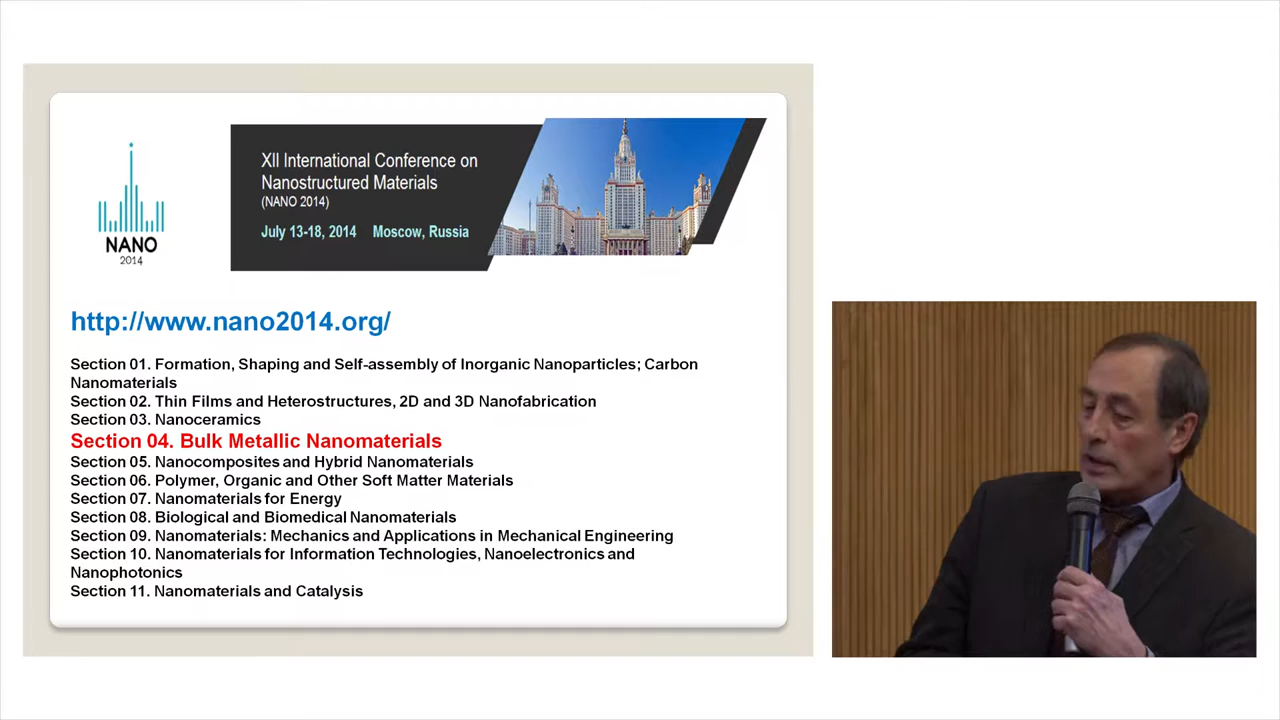 XII International Conference on
Nanostructured Materials
(NANO 2014)
July 13-18, 2014 Moscow, Russia
NANO
2014
http://www.nano2014.org/
Section 01. Formation, Shaping and Self-assembly of Inorganic Nanoparticles; Carbon
Nanomaterials
Section 02. Thin Films and Heterostructures, 2D and 3D Nanofabrication
Section 03. Nanoceramics
Section 04. Bulk Metallic Nanomaterials
Section 05. Nanocomposites and Hybrid Nanomaterials
Section 06. Polymer, Organic and Other Soft Matter Materials
Section 07. Nanomaterials for Energy
Section 08. Biological and Biomedical Nanomaterials
Section 09. Nanomaterials: Mechanics and Applications in Mechanical Engineering
Section 10. Nanomaterials for Information Technologies, Nanoelectronics and
Nanophotonics
Section 11. Nanomaterials and Catalysis